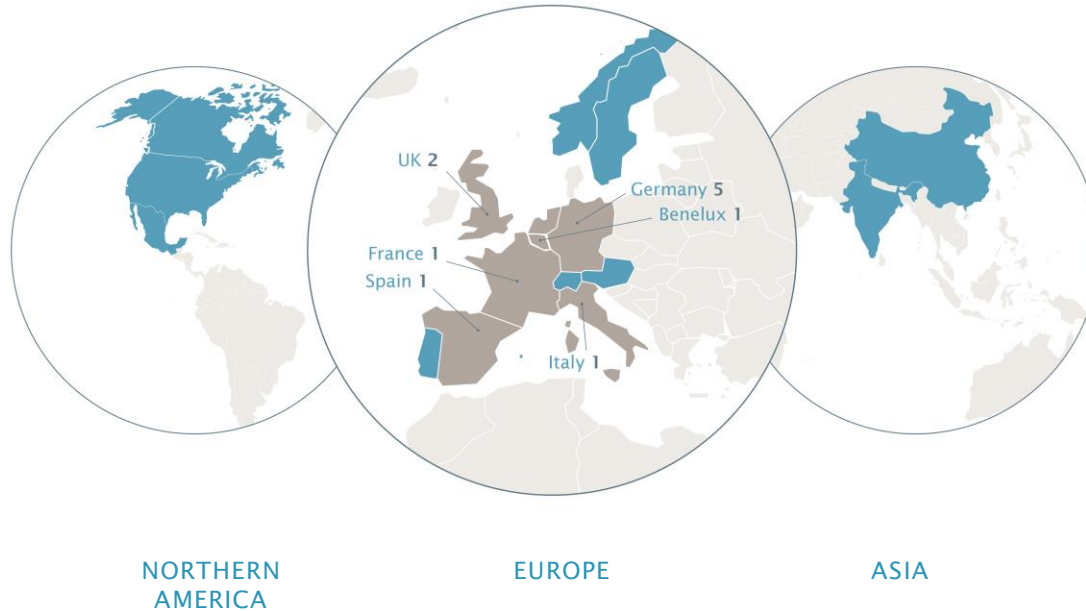 UK 2
Germany 5
Benelux 1
France 1
Spain 1
Italy 1
NORTHERN
AMERICA
EUROPE
ASIA